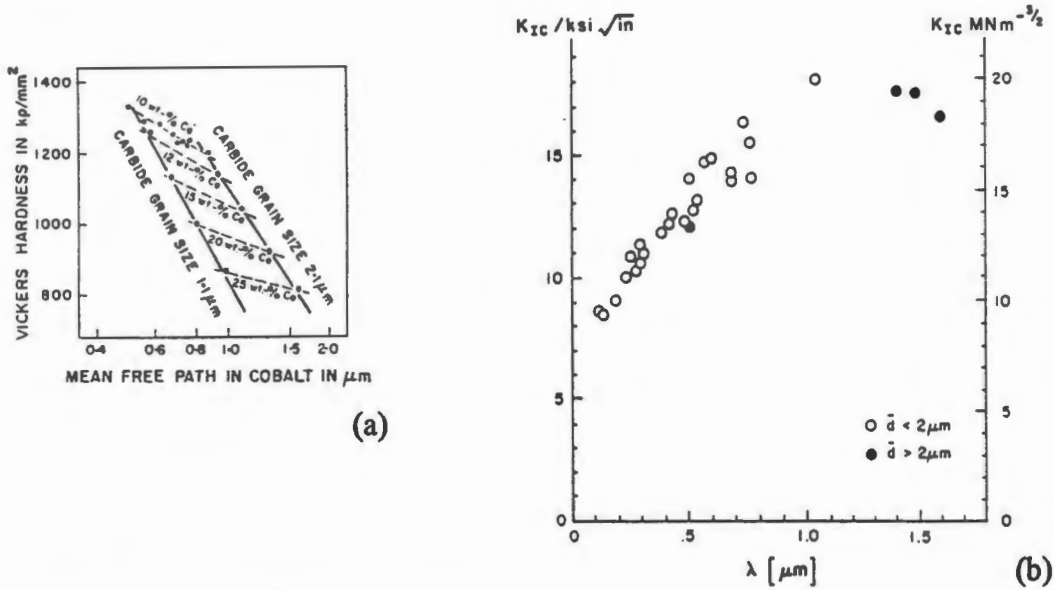 VICKERS HARDNESS IN kp/mm²
1400
1200
1000
800
0·4
0·6
0·8
1·0
1·5
2·0
MEAN FREE PATH IN COBALT IN μm
10 wt-% Co
12 wt-% Co
15 wt-% Co
20 wt-% Co
25 wt-% Co
CARBIDE GRAIN SIZE 1·1μm
CARBIDE GRAIN SIZE 2·1μm
(a)
K_IC / ksi √in
K_IC MNm^-3/2
15
10
5
0
20
15
10
5
0
0
.5
1.0
1.5
λ [μm]
d̄ < 2μm
d̄ > 2μm
(b)